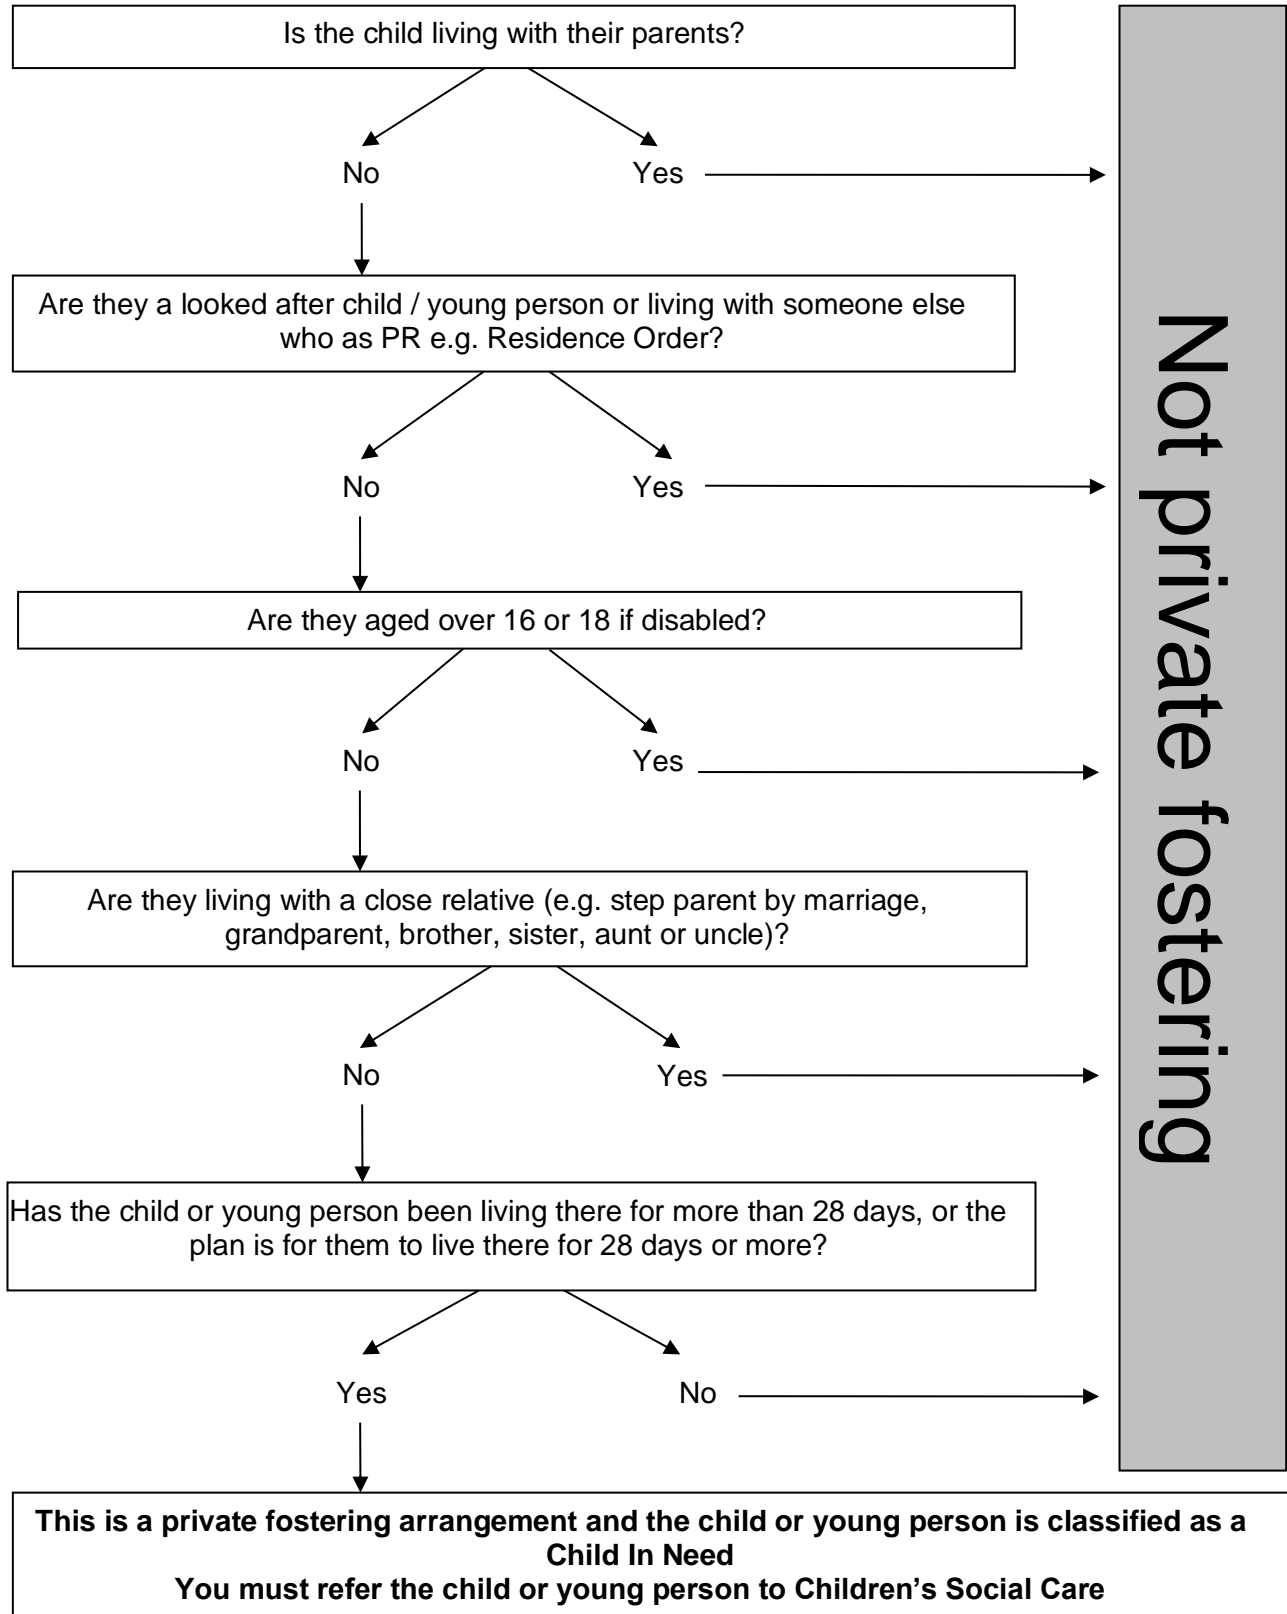 Is the child living with their parents?
No
Yes
Are they a looked after child / young person or living with someone else
who as PR e.g. Residence Order?
No
Yes
Are they aged over 16 or 18 if disabled?
No
Yes
Are they living with a close relative (e.g. step parent by marriage,
grandparent, brother, sister, aunt or uncle)?
No
Yes
Has the child or young person been living there for more than 28 days, or the
plan is for them to live there for 28 days or more?
Yes
No
Not private fostering
This is a private fostering arrangement and the child or young person is classified as a
Child In Need
You must refer the child or young person to Children’s Social Care